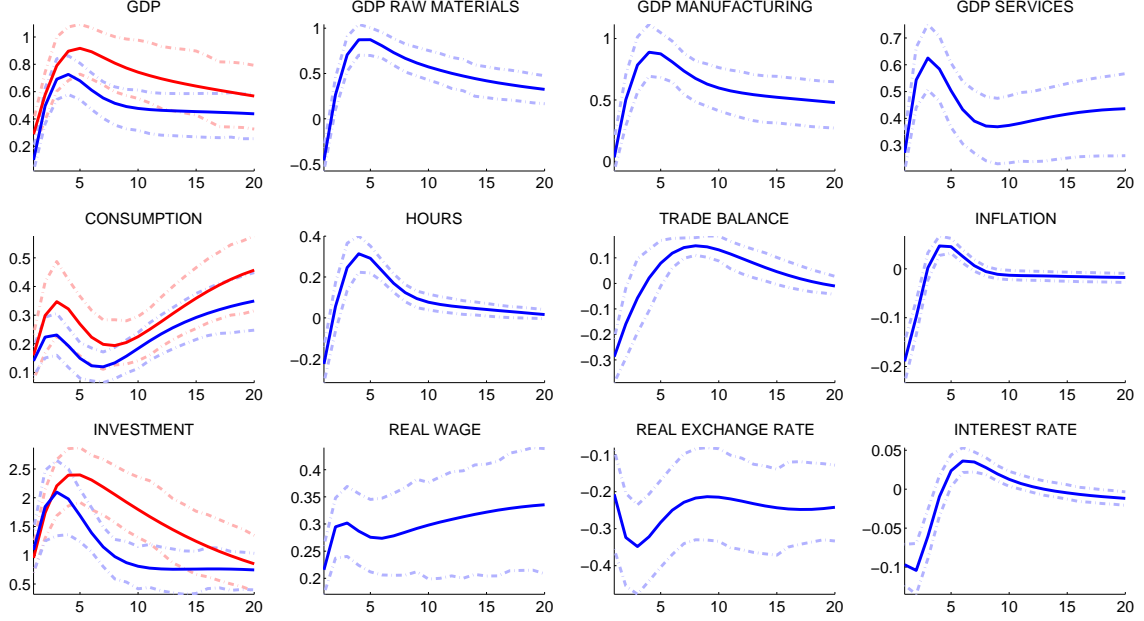 GDP
1
0.8
0.6
0.4
0.2
5 10 15 20
GDP RAW MATERIALS
1
0.5
0
−0.5
5 10 15 20
GDP MANUFACTURING
1
0.5
0
5 10 15 20
GDP SERVICES
0.7
0.6
0.5
0.4
0.3
5 10 15 20
CONSUMPTION
0.5
0.4
0.3
0.2
0.1
5 10 15 20
HOURS
0.4
0.2
0
−0.2
5 10 15 20
TRADE BALANCE
0.1
0
−0.1
−0.2
−0.3
5 10 15 20
INFLATION
0
−0.1
−0.2
5 10 15 20
INVESTMENT
2.5
2
1.5
1
0.5
5 10 15 20
REAL WAGE
0.4
0.35
0.3
0.25
0.2
5 10 15 20
REAL EXCHANGE RATE
−0.1
−0.2
−0.3
−0.4
5 10 15 20
INTEREST RATE
0.05
0
−0.05
−0.1
5 10 15 20